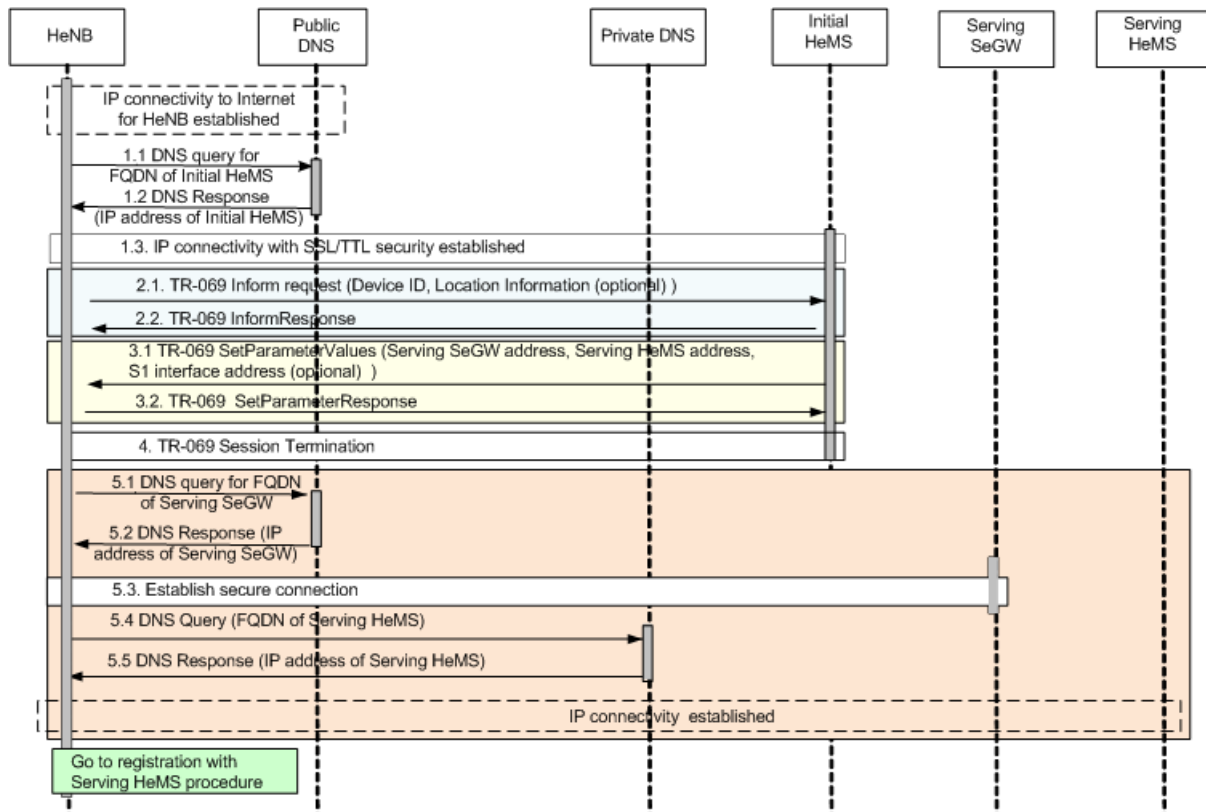 HeNB
Public
DNS
Private DNS
Initial
HeMS
Serving
SeGW
Serving
HeMS
IP connectivity to Internet
for HeNB established
1.1 DNS query for
FQDN of Initial HeMS
1.2 DNS Response
(IP address of Initial HeMS)
1.3. IP connectivity with SSL/TTL security established
2.1. TR-069 Inform request (Device ID, Location Information (optional) )
2.2. TR-069 InformResponse
3.1 TR-069 SetParameterValues (Serving SeGW address, Serving HeMS address,
S1 interface address (optional) )
3.2. TR-069 SetParameterResponse
4. TR-069 Session Termination
5.1 DNS query for FQDN
of Serving SeGW
5.2 DNS Response (IP
address of Serving SeGW)
5.3. Establish secure connection
5.4 DNS Query (FQDN of Serving HeMS)
5.5 DNS Response (IP address of Serving HeMS)
IP connectivity established
Go to registration with
Serving HeMS procedure